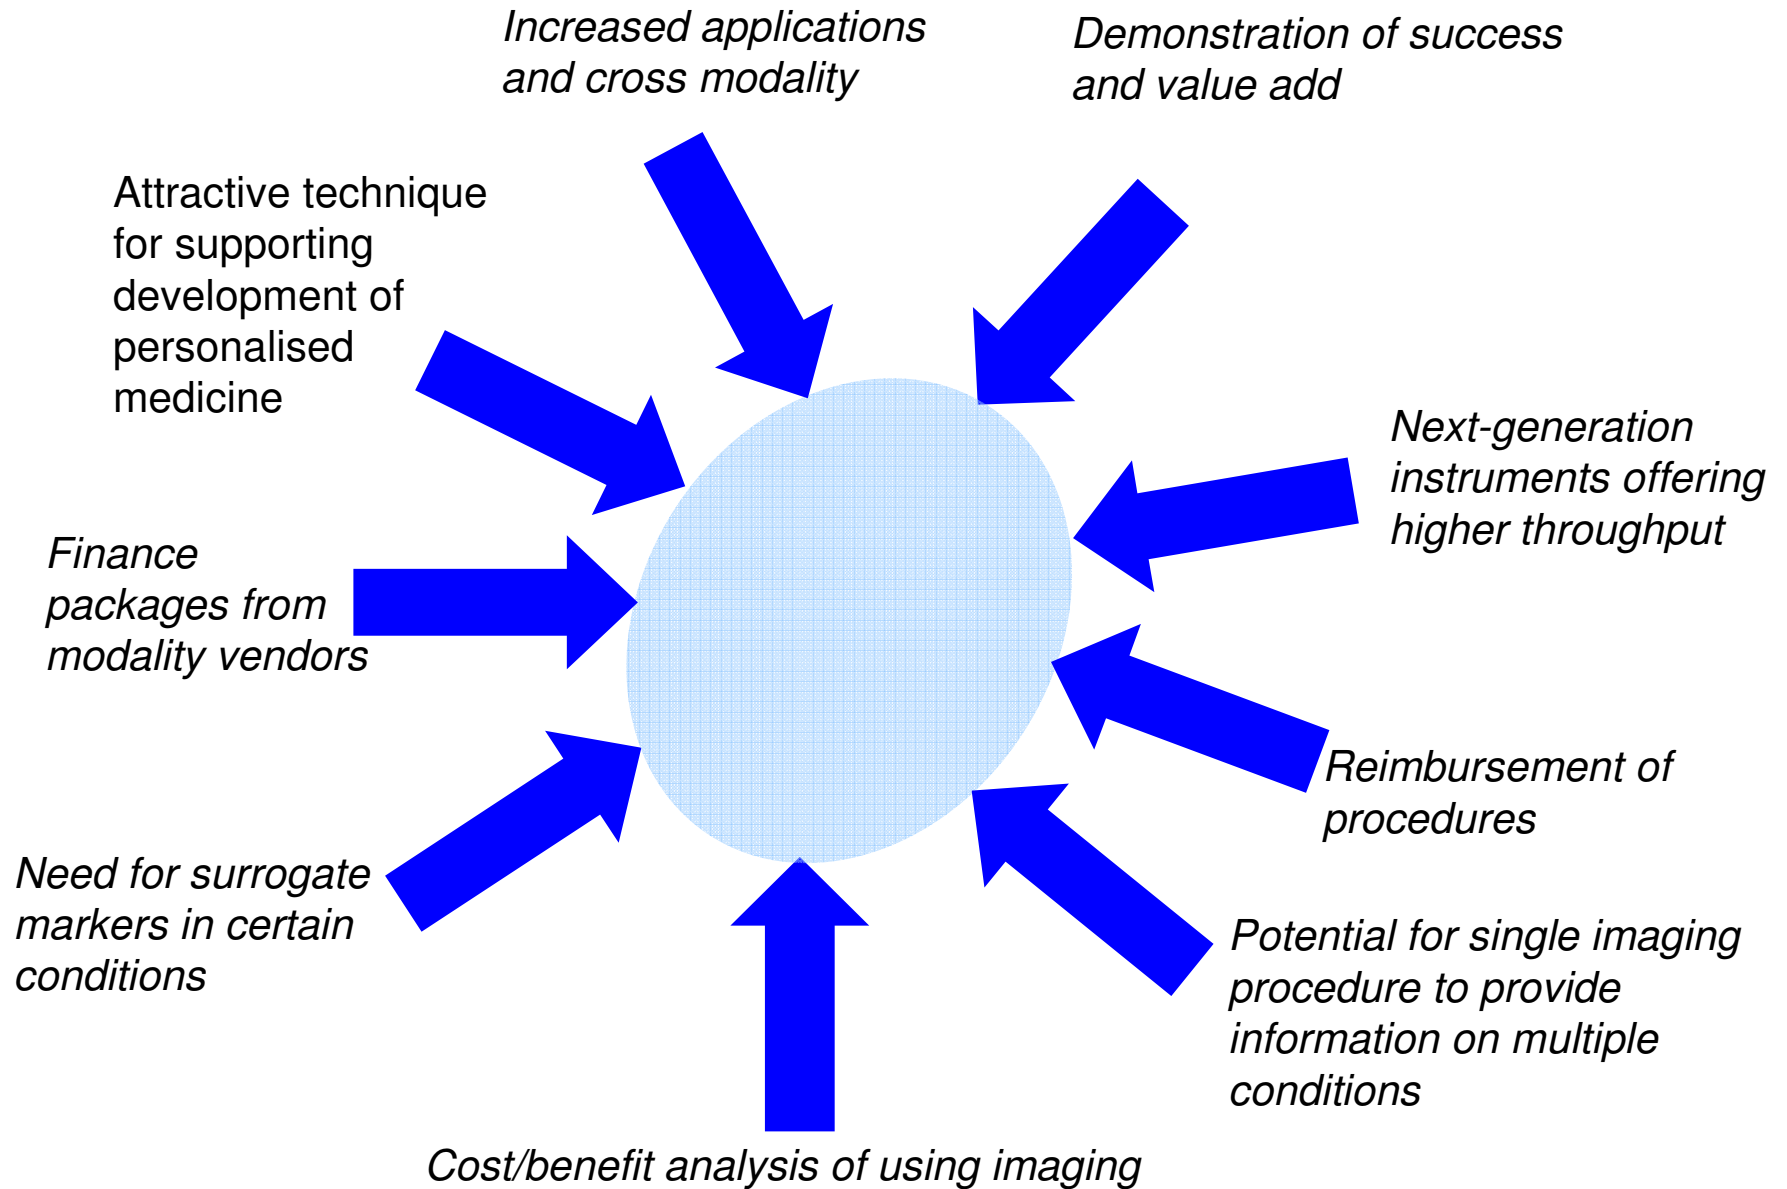 Increased applications
and cross modality
Demonstration of success
and value add
Attractive technique
for supporting
development of
personalised
medicine
Next-generation
instruments offering
higher throughput
Finance
packages from
modality vendors
Reimbursement of
procedures
Need for surrogate
markers in certain
conditions
Potential for single imaging
procedure to provide
information on multiple
conditions
Cost/benefit analysis of using imaging